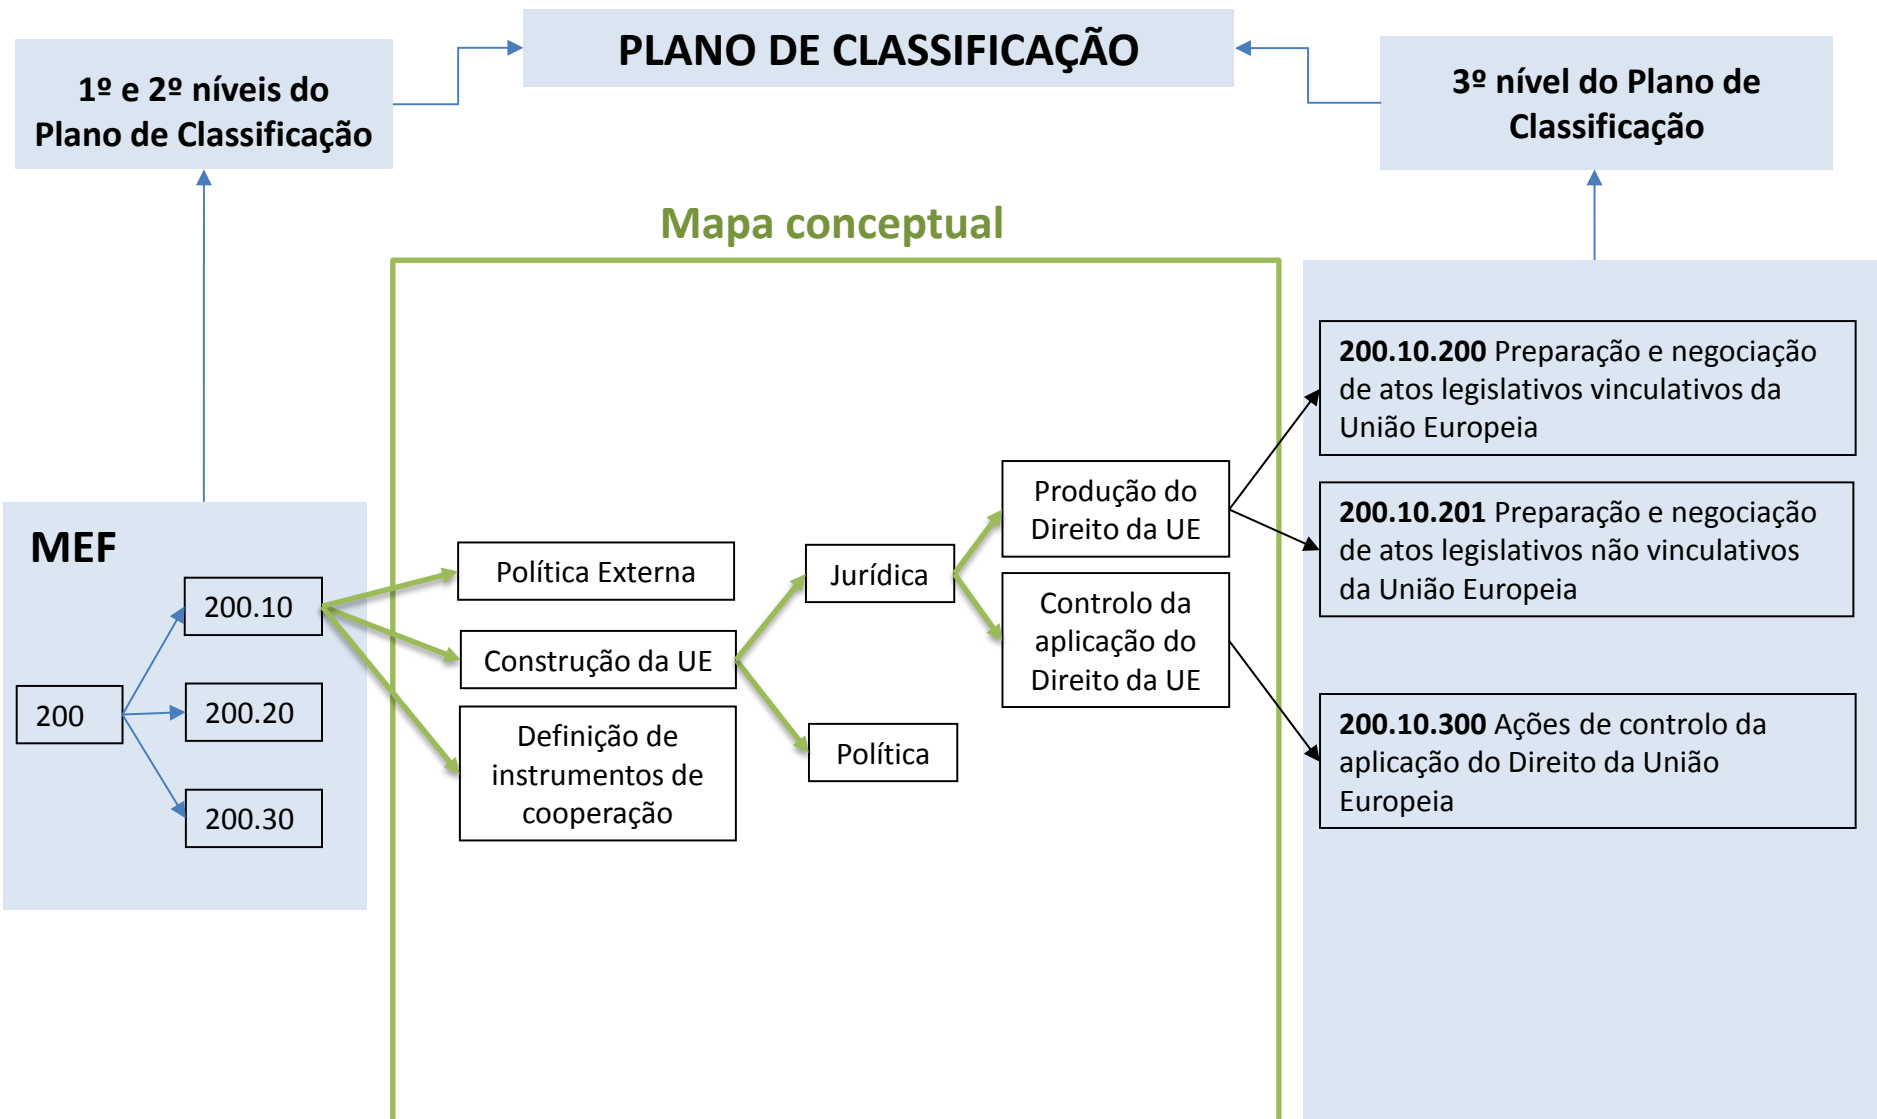 PLANO DE CLASSIFICAÇÃO
1º e 2º níveis do
Plano de Classificação
3º nível do Plano de
Classificação
Mapa conceptual
MEF
200
200.10
200.20
200.30
Política Externa
Construção da UE
Definição de
instrumentos de
cooperação
Jurídica
Política
Produção do
Direito da UE
Controlo da
aplicação do
Direito da UE
200.10.200 Preparação e negociação
de atos legislativos vinculativos da
União Europeia
200.10.201 Preparação e negociação
de atos legislativos não vinculativos
da União Europeia
200.10.300 Ações de controlo da
aplicação do Direito da União
Europeia